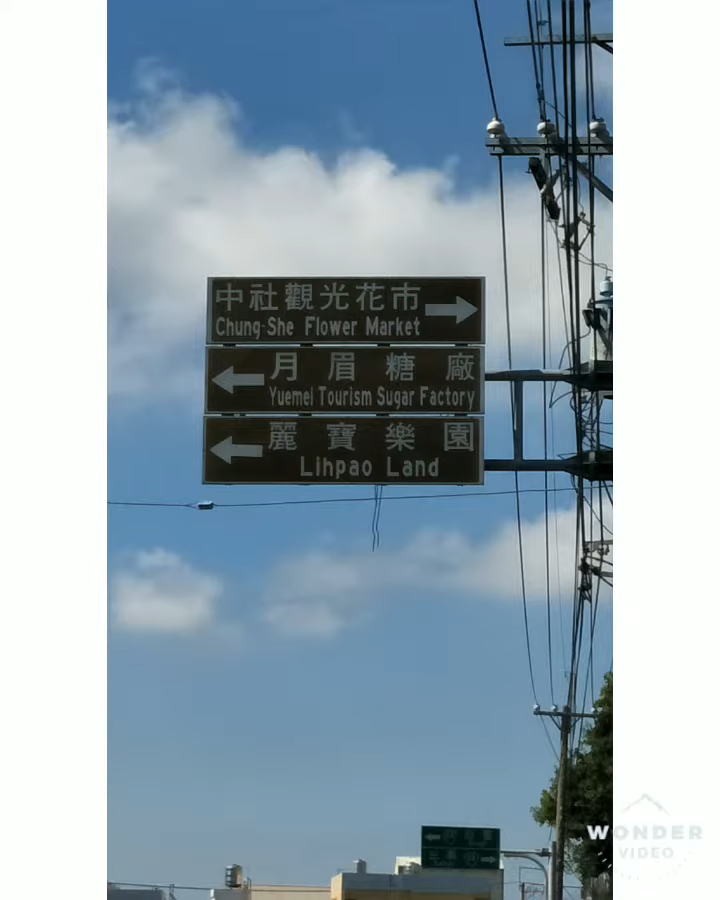 中社觀光花市
Chung-She Flower Market
月眉糖廠
Yuemei Tourism Sugar Factory
麗寶樂園
Lihpao Land
WONDER
VIDEO